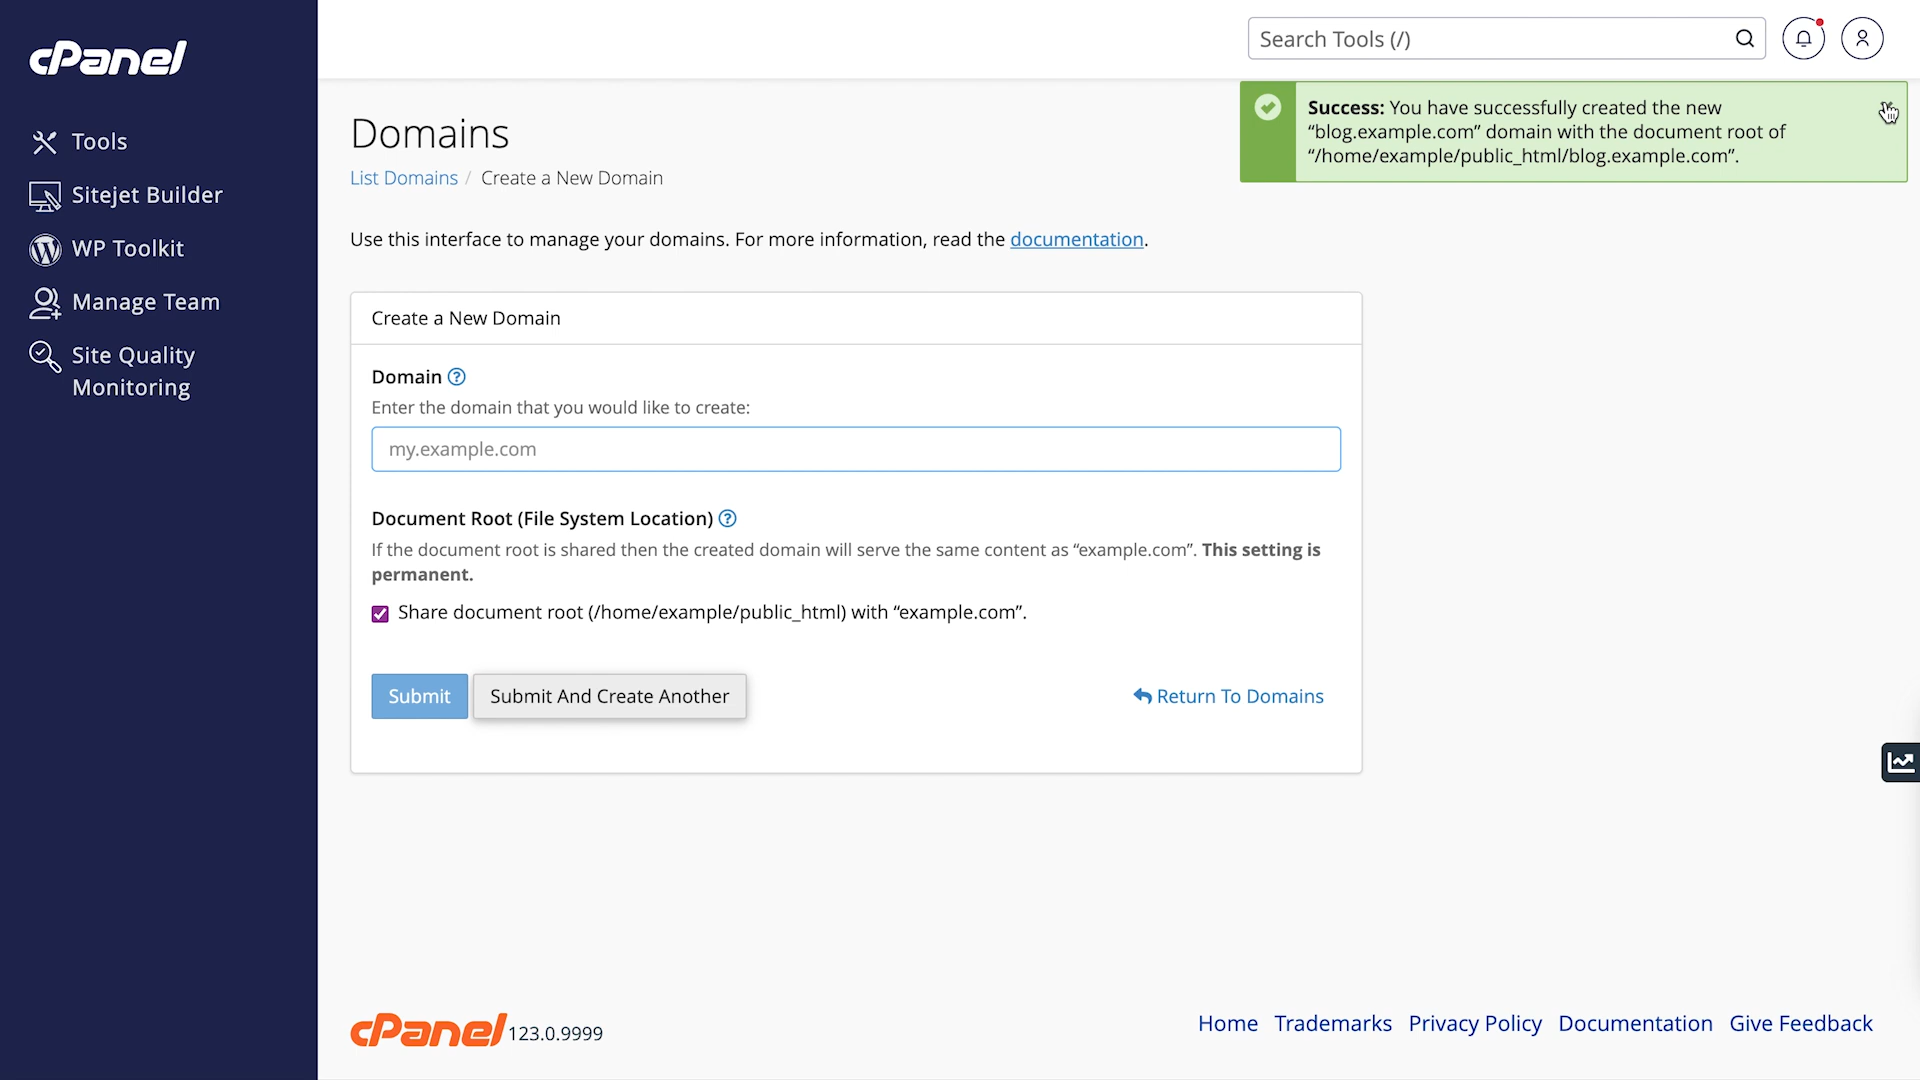 cPanel
Tools
Sitejet Builder
WP Toolkit
Manage Team
Site Quality
Monitoring
Search Tools (/)
Success: You have successfully created the new
“blog.example.com” domain with the document root of
“/home/example/public_html/blog.example.com”.
Domains
List Domains / Create a New Domain
Use this interface to manage your domains. For more information, read the documentation.
Create a New Domain
Domain
Enter the domain that you would like to create:
my.example.com
Document Root (File System Location)
If the document root is shared then the created domain will serve the same content as “example.com”. This setting is
permanent.
Share document root (/home/example/public_html) with “example.com”.
Submit
Submit And Create Another
Return To Domains
cPanel 123.0.9999
Home Trademarks Privacy Policy Documentation Give Feedback